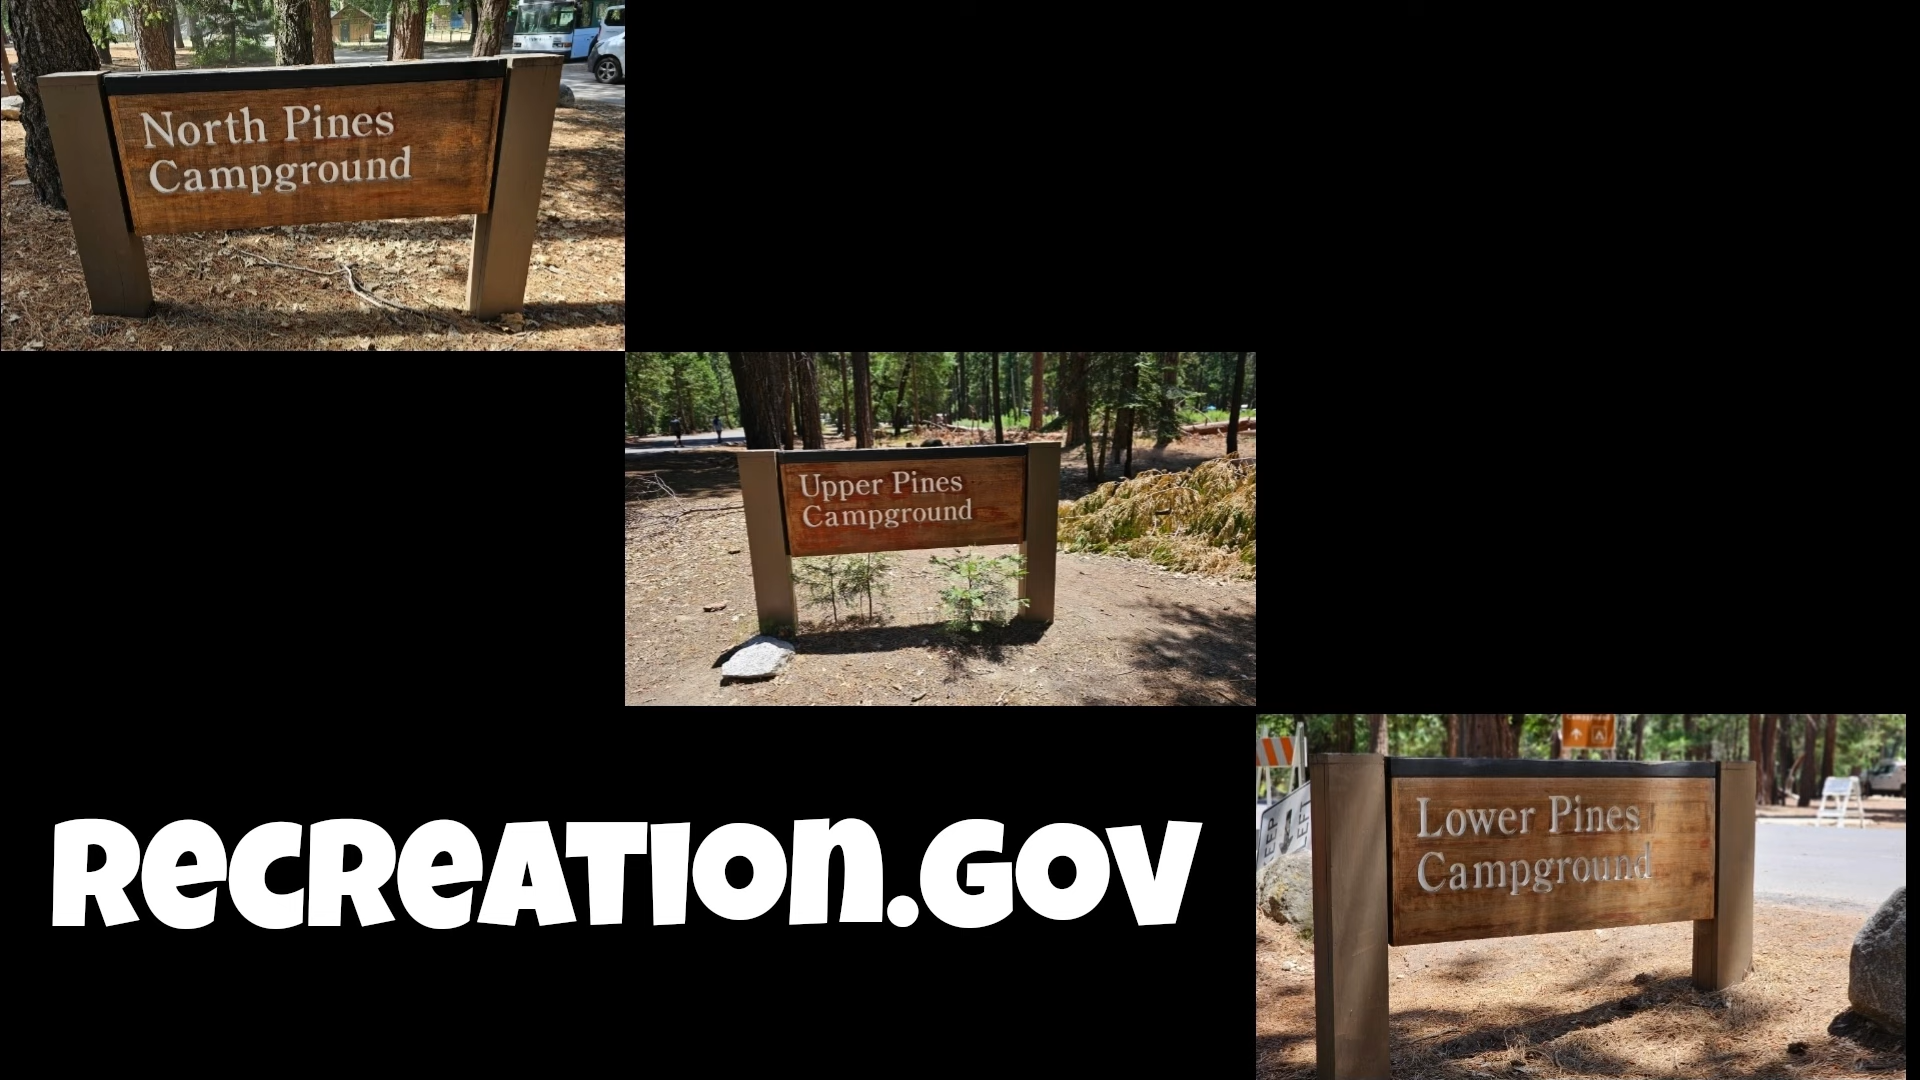 North Pines
Campground
Upper Pines
Campground
Recreation.gov
Lower Pines
Campground